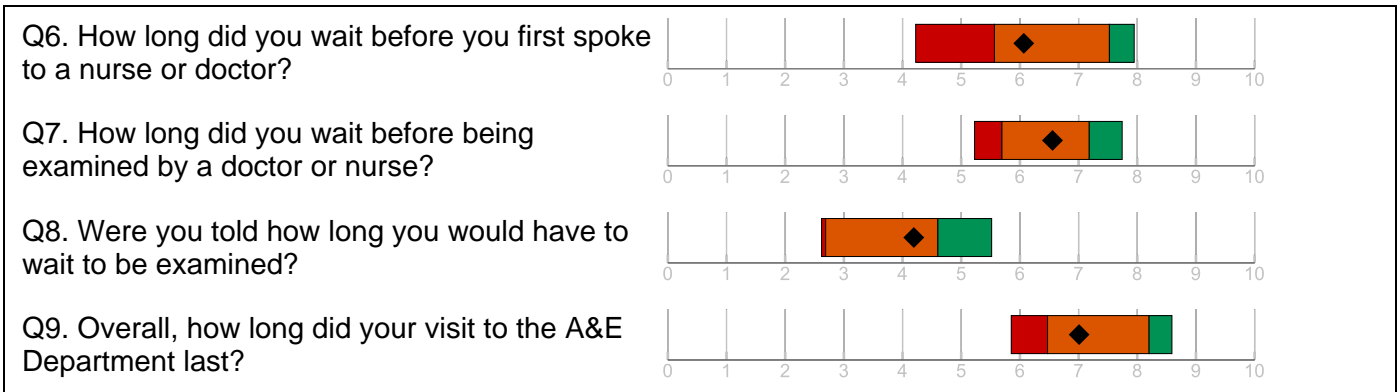 Q6. How long did you wait before you first spoke
to a nurse or doctor?
0 1 2 3 4 5 6 7 8 9 10
Q7. How long did you wait before being
examined by a doctor or nurse?
0 1 2 3 4 5 6 7 8 9 10
Q8. Were you told how long you would have to
wait to be examined?
0 1 2 3 4 5 6 7 8 9 10
Q9. Overall, how long did your visit to the A&E
Department last?
0 1 2 3 4 5 6 7 8 9 10